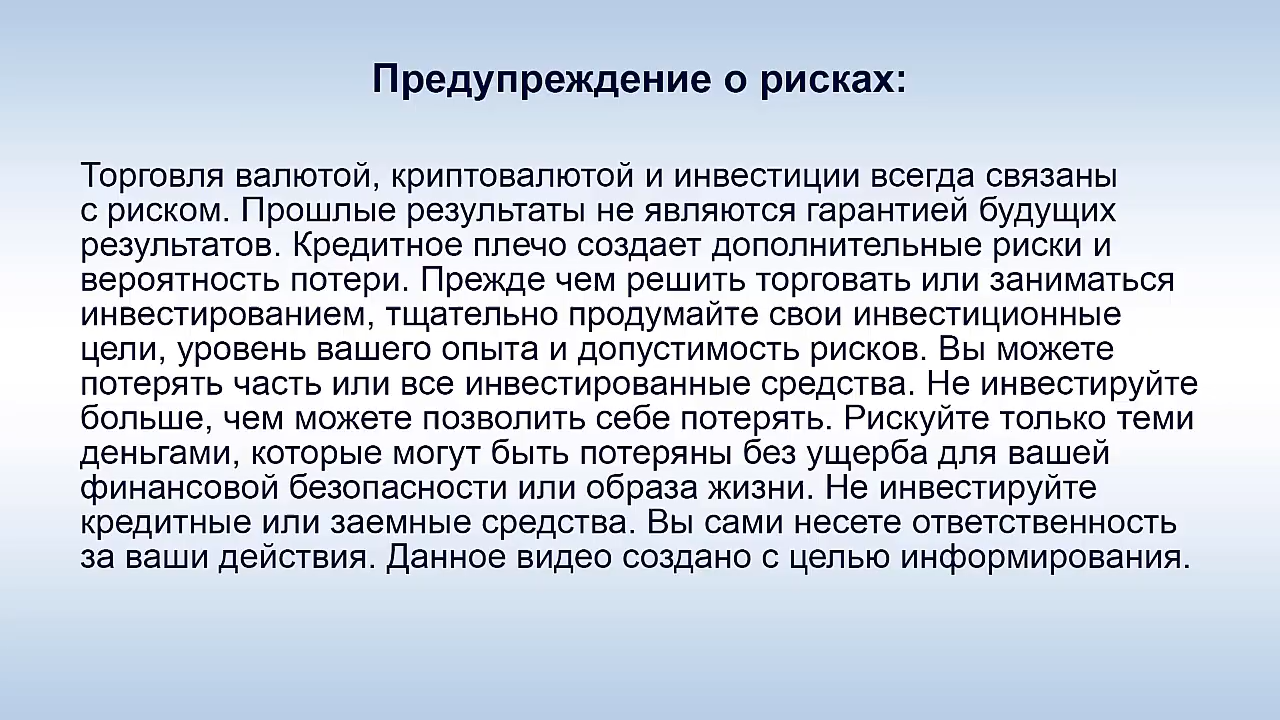 Предупреждение о рисках:
Торговля валютой, криптовалютой и инвестиции всегда связаны
с риском. Прошлые результаты не являются гарантией будущих
результатов. Кредитное плечо создает дополнительные риски и
вероятность потери. Прежде чем решить торговать или заниматься
инвестированием, тщательно продумайте свои инвестиционные
цели, уровень вашего опыта и допустимость рисков. Вы можете
потерять часть или все инвестированные средства. Не инвестируйте
больше, чем можете позволить себе потерять. Рискуйте только теми
деньгами, которые могут быть потеряны без ущерба для вашей
финансовой безопасности или образа жизни. Не инвестируйте
кредитные или заемные средства. Вы сами несете ответственность
за ваши действия. Данное видео создано с целью информирования.